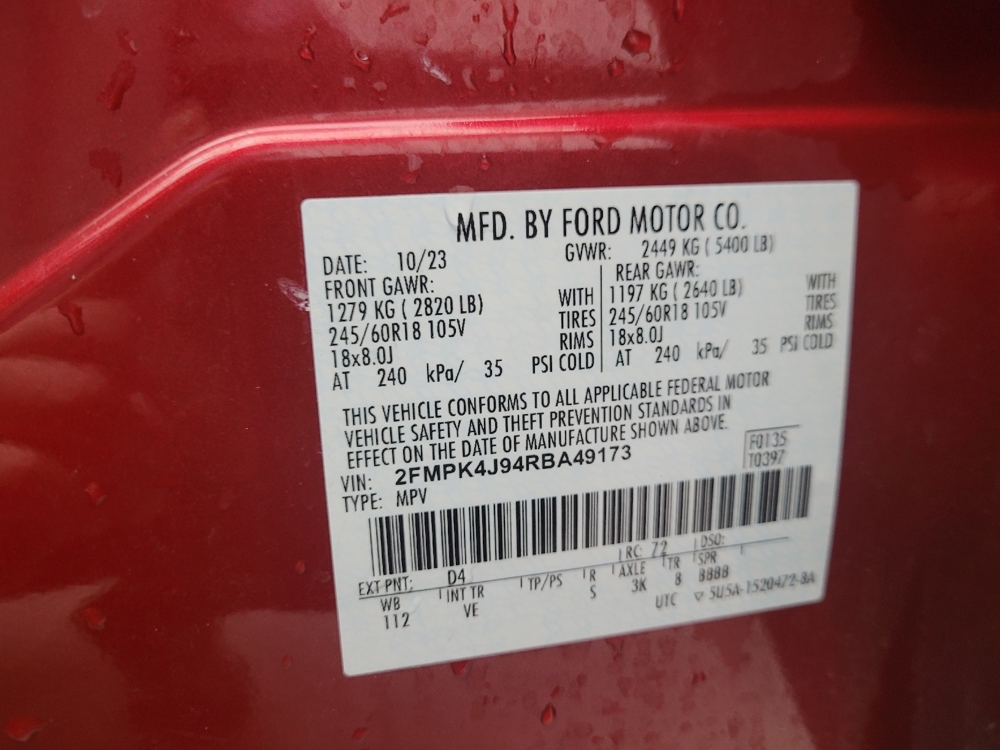 MFD. BY FORD MOTOR CO.
DATE: 10/23 GVWR: 2449 KG ( 5400 LB)
FRONT GAWR: REAR GAWR:
1279 KG ( 2820 LB) WITH 1197 KG ( 2640 LB) WITH
245/60R18 105V TIRES 245/60R18 105V TIRES
18x8.0J RIMS 18x8.0J RIMS
AT 240 kPa/ 35 PSI COLD AT 240 kPa/ 35 PSI COLD
THIS VEHICLE CONFORMS TO ALL APPLICABLE FEDERAL MOTOR
VEHICLE SAFETY AND THEFT PREVENTION STANDARDS IN
EFFECT ON THE DATE OF MANUFACTURE SHOWN ABOVE.
VIN: 2FMPK4J94RBA49173 F0135
TYPE: MPV T0397
EXT PNT: D4 RC: 72 DSO:
WB INT TR TP/PS R AXLE TR SPR
112 VE S 3K 8 BBBB
UTC 5U5A-1520472-BA